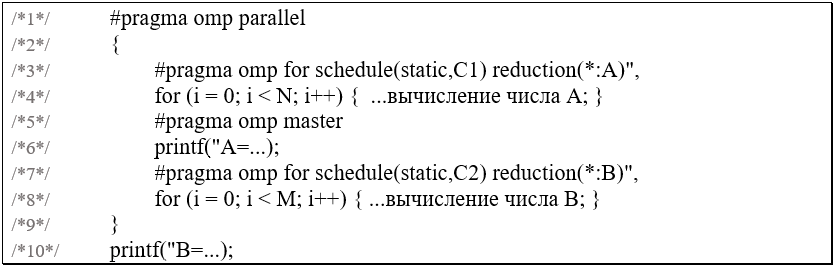 /*1*/ #pragma omp parallel
/*2*/ {
/*3*/ #pragma omp for schedule(static,C1) reduction(*:A)",
/*4*/ for (i = 0; i < N; i++) { ...вычисление числа A; }
/*5*/ #pragma omp master
/*6*/ printf("A=...);
/*7*/ #pragma omp for schedule(static,C2) reduction(*:B)",
/*8*/ for (i = 0; i < M; i++) { ...вычисление числа B; }
/*9*/ }
/*10*/ printf("B=...);